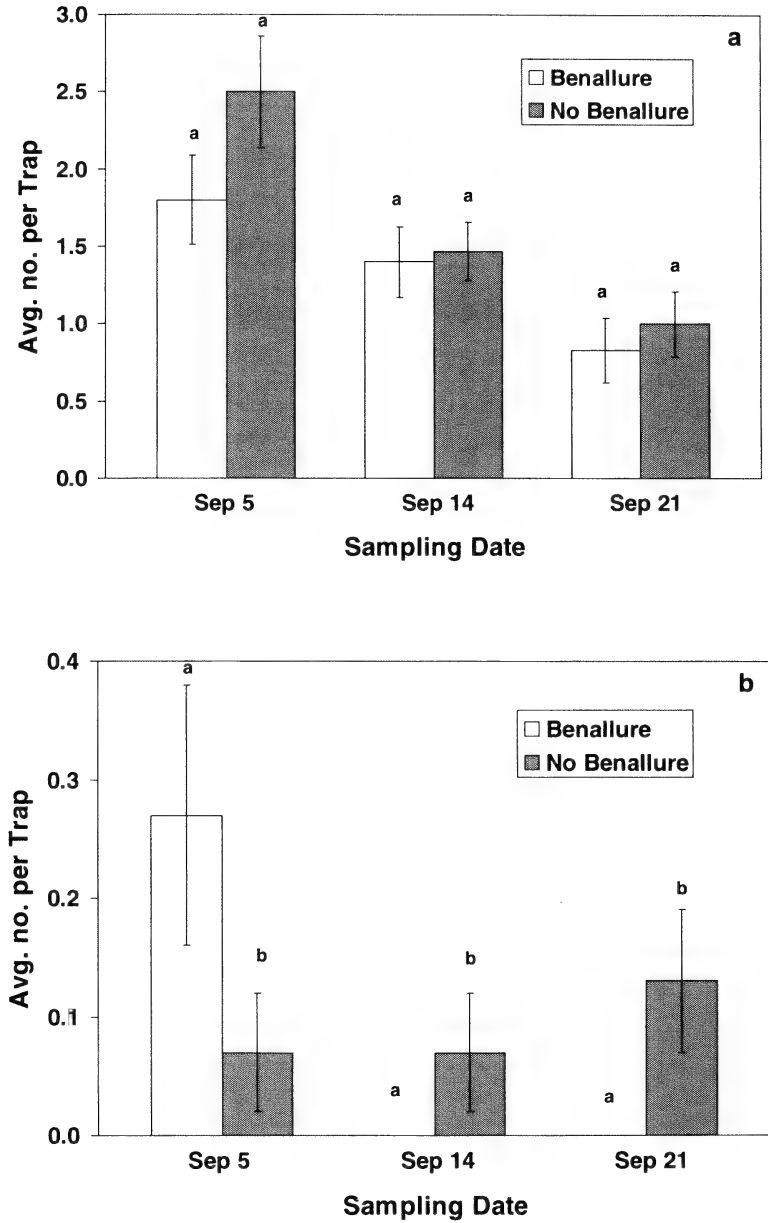 3.0
a
a
Benallure
No Benallure
2.5
a
2.0
a
a
1.5
a
a
1.0
0.5
0.0
Avg. no. per Trap
Sep 5 Sep 14 Sep 21
Sampling Date
0.4
a
b
Benallure
No Benallure
0.3
0.2
b
b
b
0.1
a
a
0.0
Avg. no. per Trap
Sep 5 Sep 14 Sep 21
Sampling Date